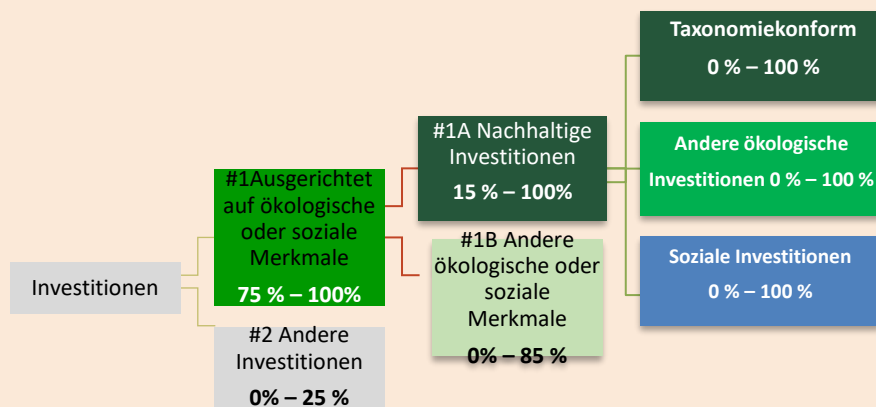 Investitionen
#1Ausgerichtet
auf ökologische
oder soziale
Merkmale
75 % – 100%
#2 Andere
Investitionen
0% – 25 %
#1A Nachhaltige
Investitionen
15 % – 100%
#1B Andere
ökologische oder
soziale
Merkmale
0% – 85 %
Taxonomiekonform
0 % – 100 %
Andere ökologische
Investitionen 0 % – 100 %
Soziale Investitionen
0 % – 100 %